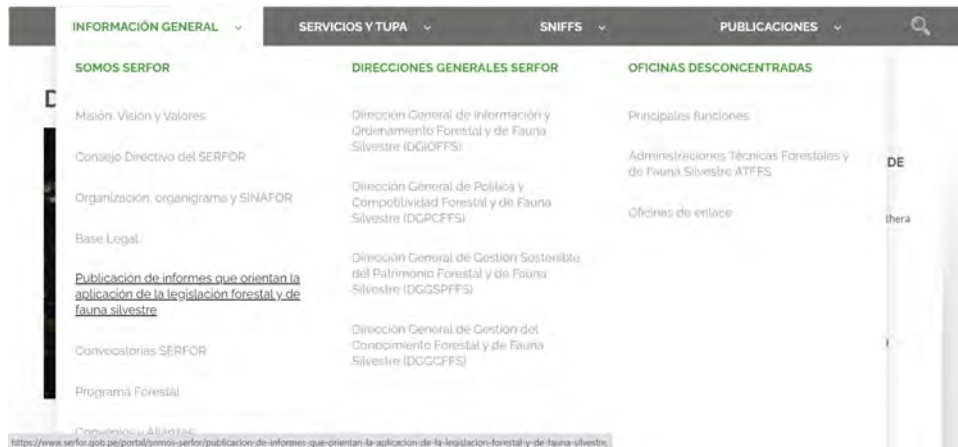 INFORMACIÓN GENERAL
SERVICIOS Y TUPA
SNIFFS
PUBLICACIONES
SOMOS SERFOR
Misión, Visión y Valores
Consejo Directivo del SERFOR
Organización, organigrama y SINAFOR
Base Legal
Publicación de informes que orientan la
aplicación de la legislación forestal y de
fauna silvestre
Convocatorias SERFOR
Programa Forestal
Convenios y Alianzas
DIRECCIONES GENERALES SERFOR
Dirección General de Información y
Ordenamiento Forestal y de Fauna
Silvestre (DGIOFFS)
Dirección General de Política y
Competitividad Forestal y de Fauna
Silvestre (DGPCFFS)
Dirección General de Gestión Sostenible
del Patrimonio Forestal y de Fauna
Silvestre (DGGSPFFS)
Dirección General de Gestión del
Conocimiento Forestal y de Fauna
Silvestre (DGGCFFS)
OFICINAS DESCONCENTRADAS
Principales funciones
Administraciones Técnicas Forestales y
de Fauna Silvestre ATFFS
Oficinas de enlace
D
DE
thera
https://www.serfor.gob.pe/portal/somos-serfor/publicacion-de-informes-que-orientan-la-aplicacion-de-la-legislacion-forestal-y-de-fauna-silvestre